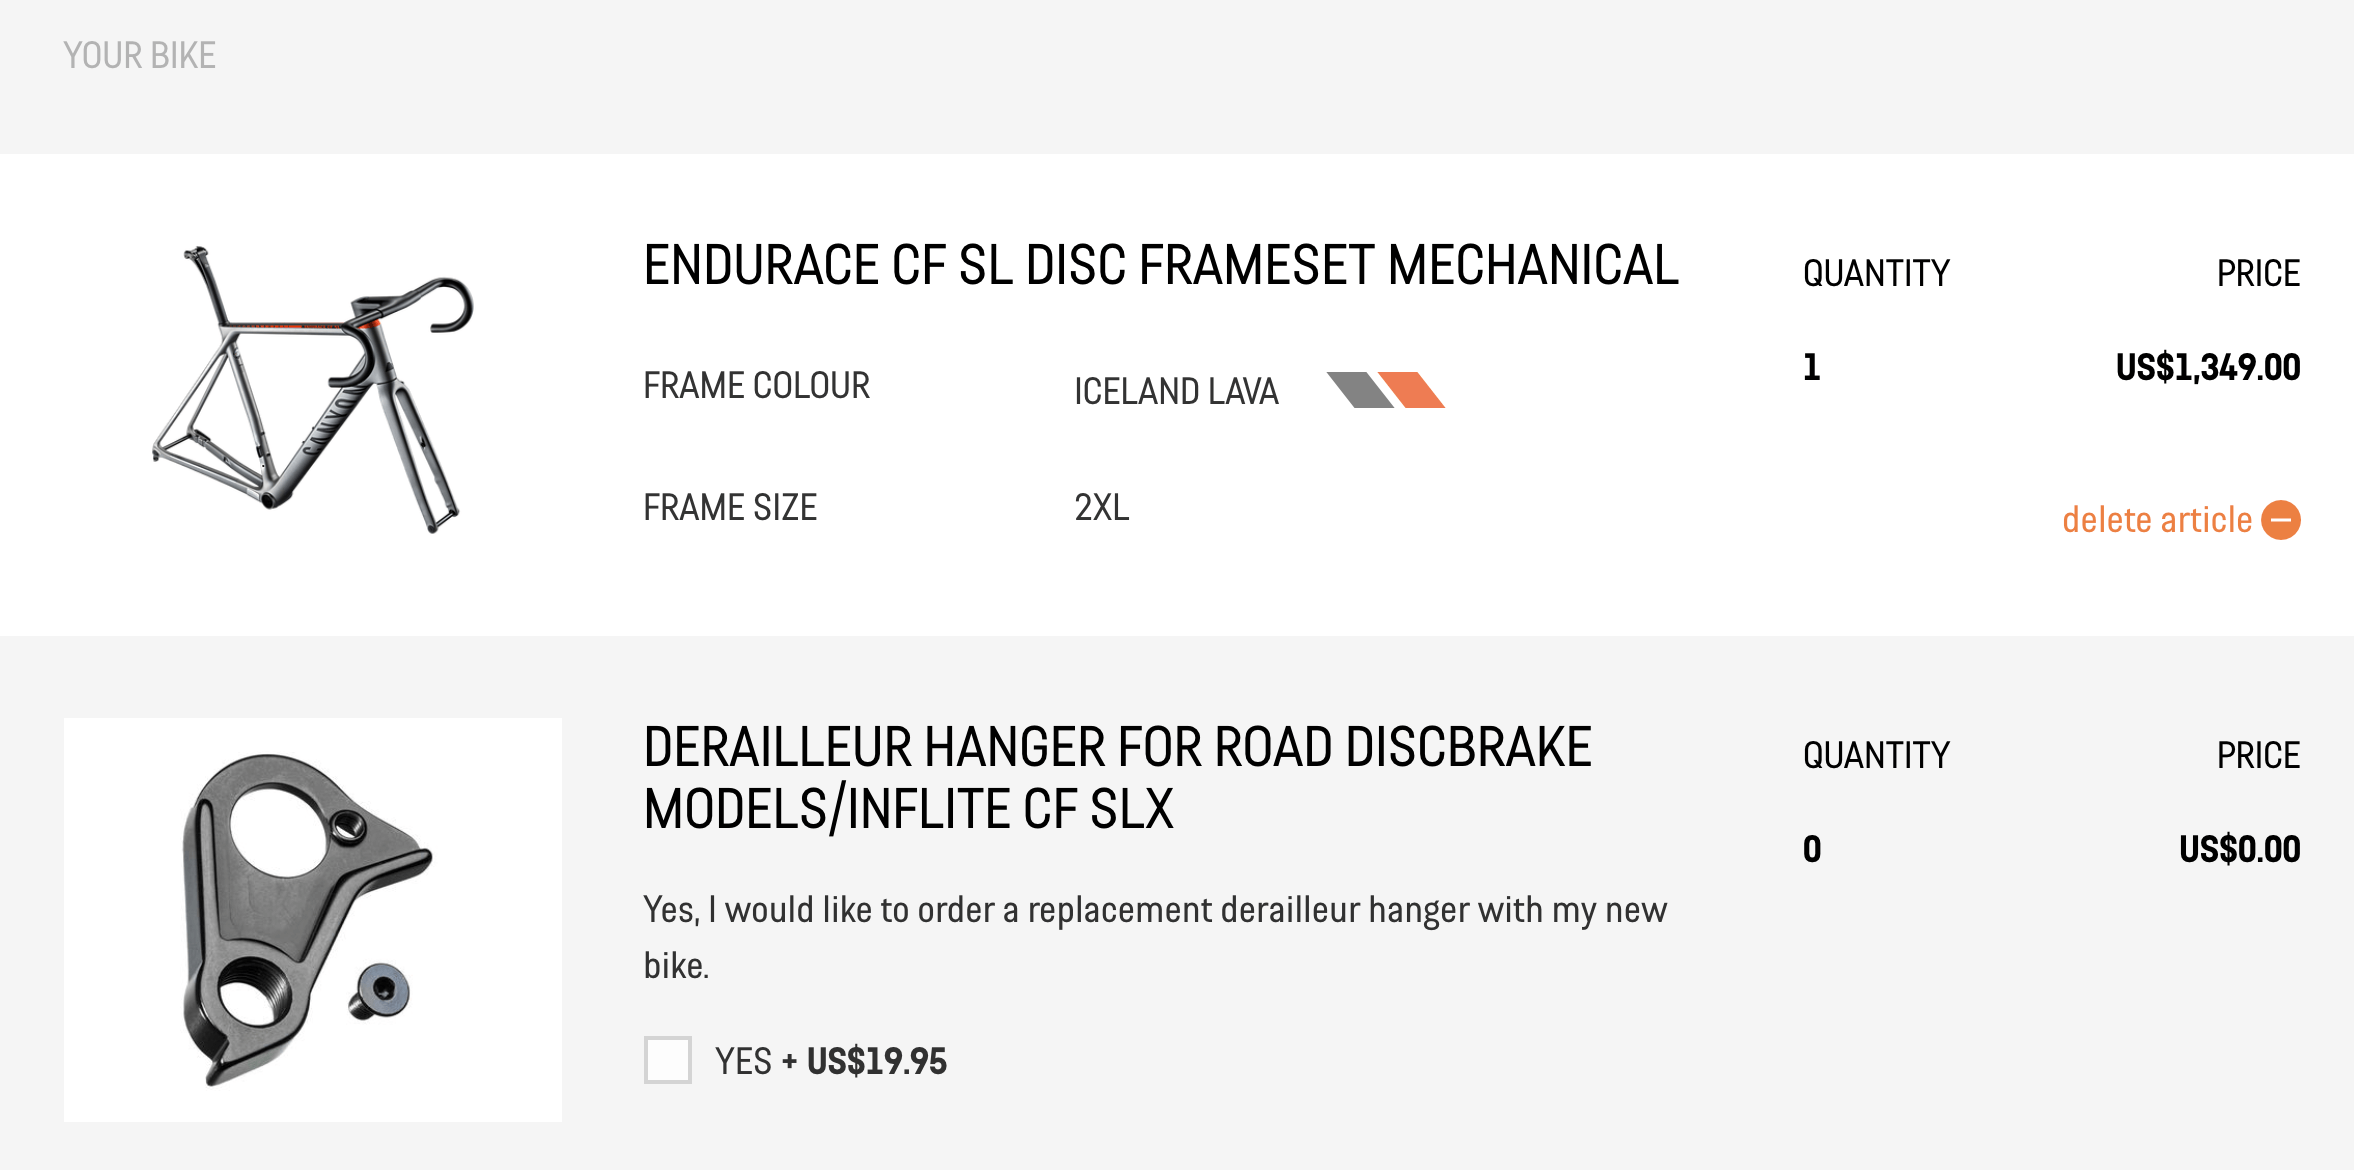 YOUR BIKE
ENDURACE CF SL DISC FRAMESET MECHANICAL
QUANTITY
PRICE
FRAME COLOUR
ICELAND LAVA
1
US$1,349.00
CANYON
FRAME SIZE
2XL
delete article
DERAILLEUR HANGER FOR ROAD DISCBRAKE
MODELS/INFLITE CF SLX
QUANTITY
PRICE
0
US$0.00
Yes, I would like to order a replacement derailleur hanger with my new
bike.
YES + US$19.95